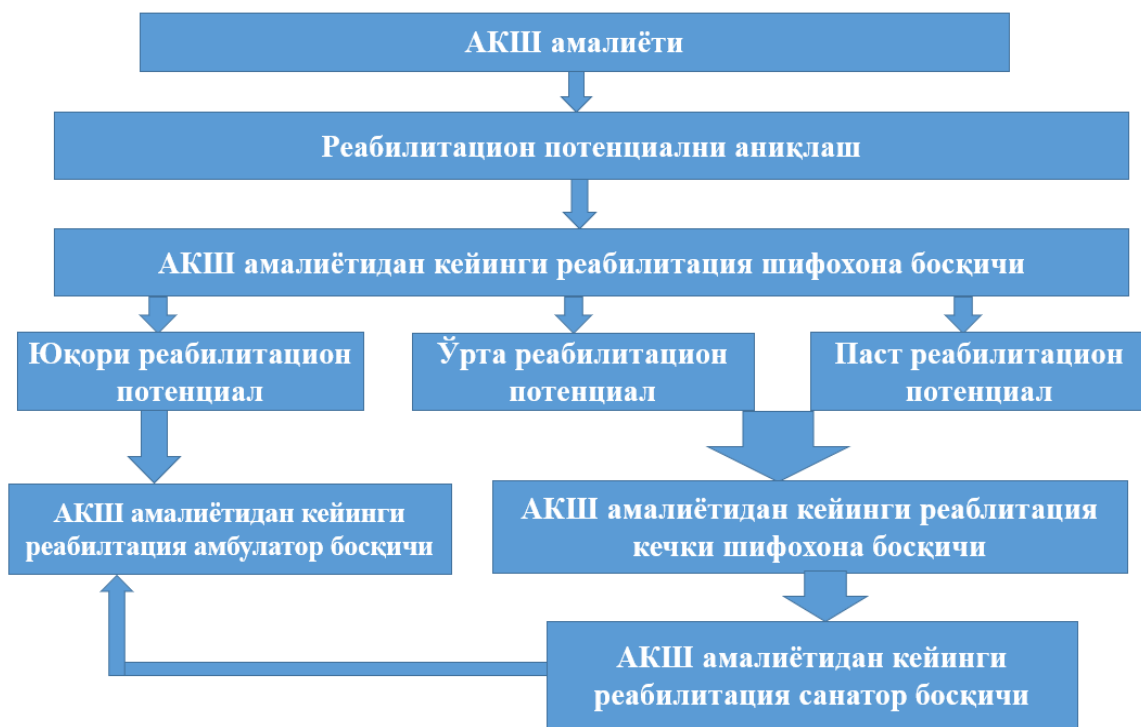 АКШ амалиёти
Реабилитацион потенциални аниқлаш
АКШ амалиётидан кейинги реабилитация шифохона босқичи
Юқори реабилитацион
потенциал
Ўрта реабилитацион
потенциал
Паст реабилитацион
потенциал
АКШ амалиётидан кейинги
реабилтация амбулатор босқичи
АКШ амалиётидан кейинги реаблитация
кечки шифохона босқичи
АКШ амалиётидан кейинги
реабилитация санатор босқичи